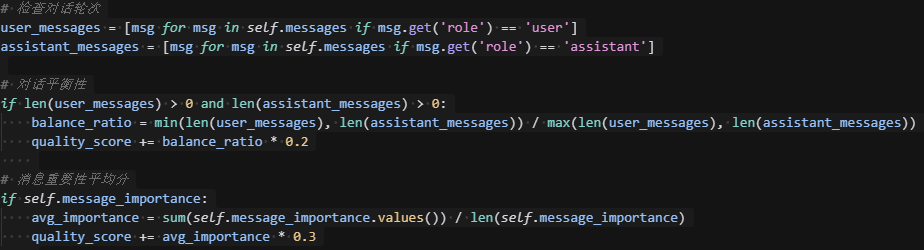 # 检查对话轮次
user_messages = [msg for msg in self.messages if msg.get('role') == 'user']
assistant_messages = [msg for msg in self.messages if msg.get('role') == 'assistant']
# 对话平衡性
if len(user_messages) > 0 and len(assistant_messages) > 0:
    balance_ratio = min(len(user_messages), len(assistant_messages)) / max(len(user_messages), len(assistant_messages))
    quality_score += balance_ratio * 0.2
# 消息重要性平均分
if self.message_importance:
    avg_importance = sum(self.message_importance.values()) / len(self.message_importance)
    quality_score += avg_importance * 0.3